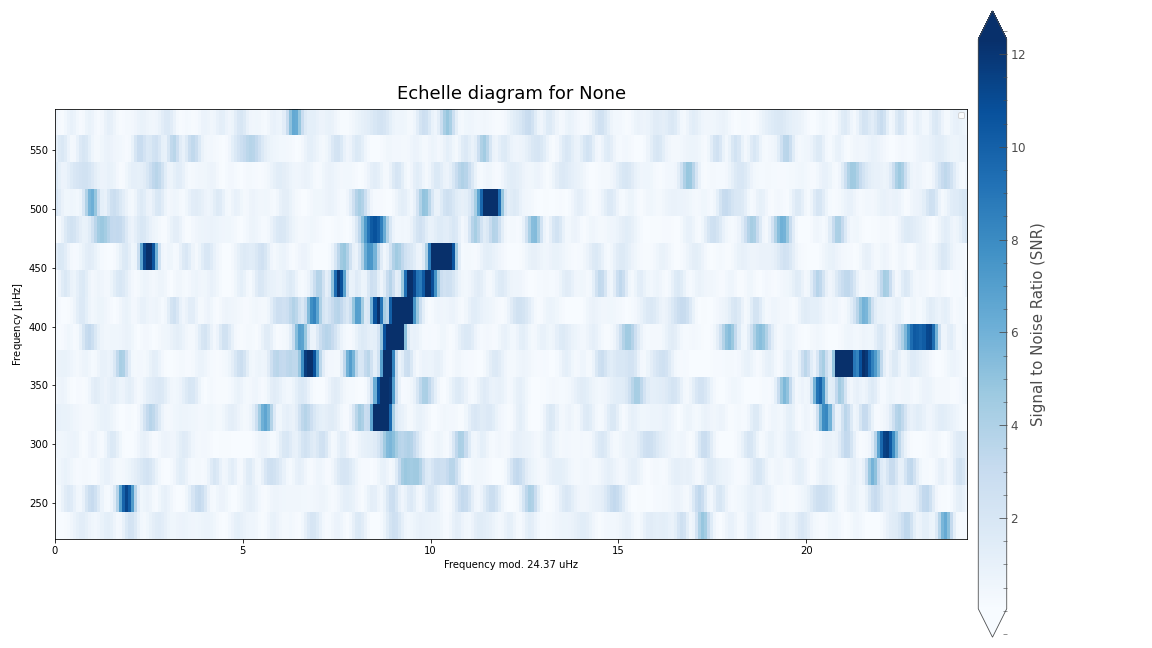 Echelle diagram for None
12
10
8
6
4
2
Signal to Noise Ratio (SNR)
550
500
450
400
350
300
250
Frequency [μHz]
0 5 10 15 20
Frequency mod. 24.37 uHz